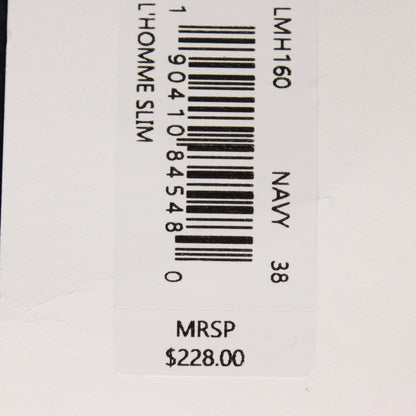 LMH160 NAVY 38
1 90410 84548 0
L'HOMME SLIM
MRSP
$228.00